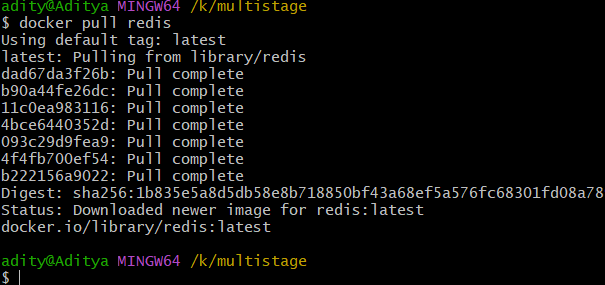 adity@Aditya MINGW64 /k/multistage
$ docker pull redis
Using default tag: latest
latest: Pulling from library/redis
dad67da3f26b: Pull complete
b90a44fe26dc: Pull complete
11c0ea983116: Pull complete
4bce6440352d: Pull complete
093c29d9fea9: Pull complete
4f4fb700ef54: Pull complete
b222156a9022: Pull complete
Digest: sha256:1b835e5a8d5db58e8b718850bf43a68ef5a576fc68301fd08a78
Status: Downloaded newer image for redis:latest
docker.io/library/redis:latest
adity@Aditya MINGW64 /k/multistage
$